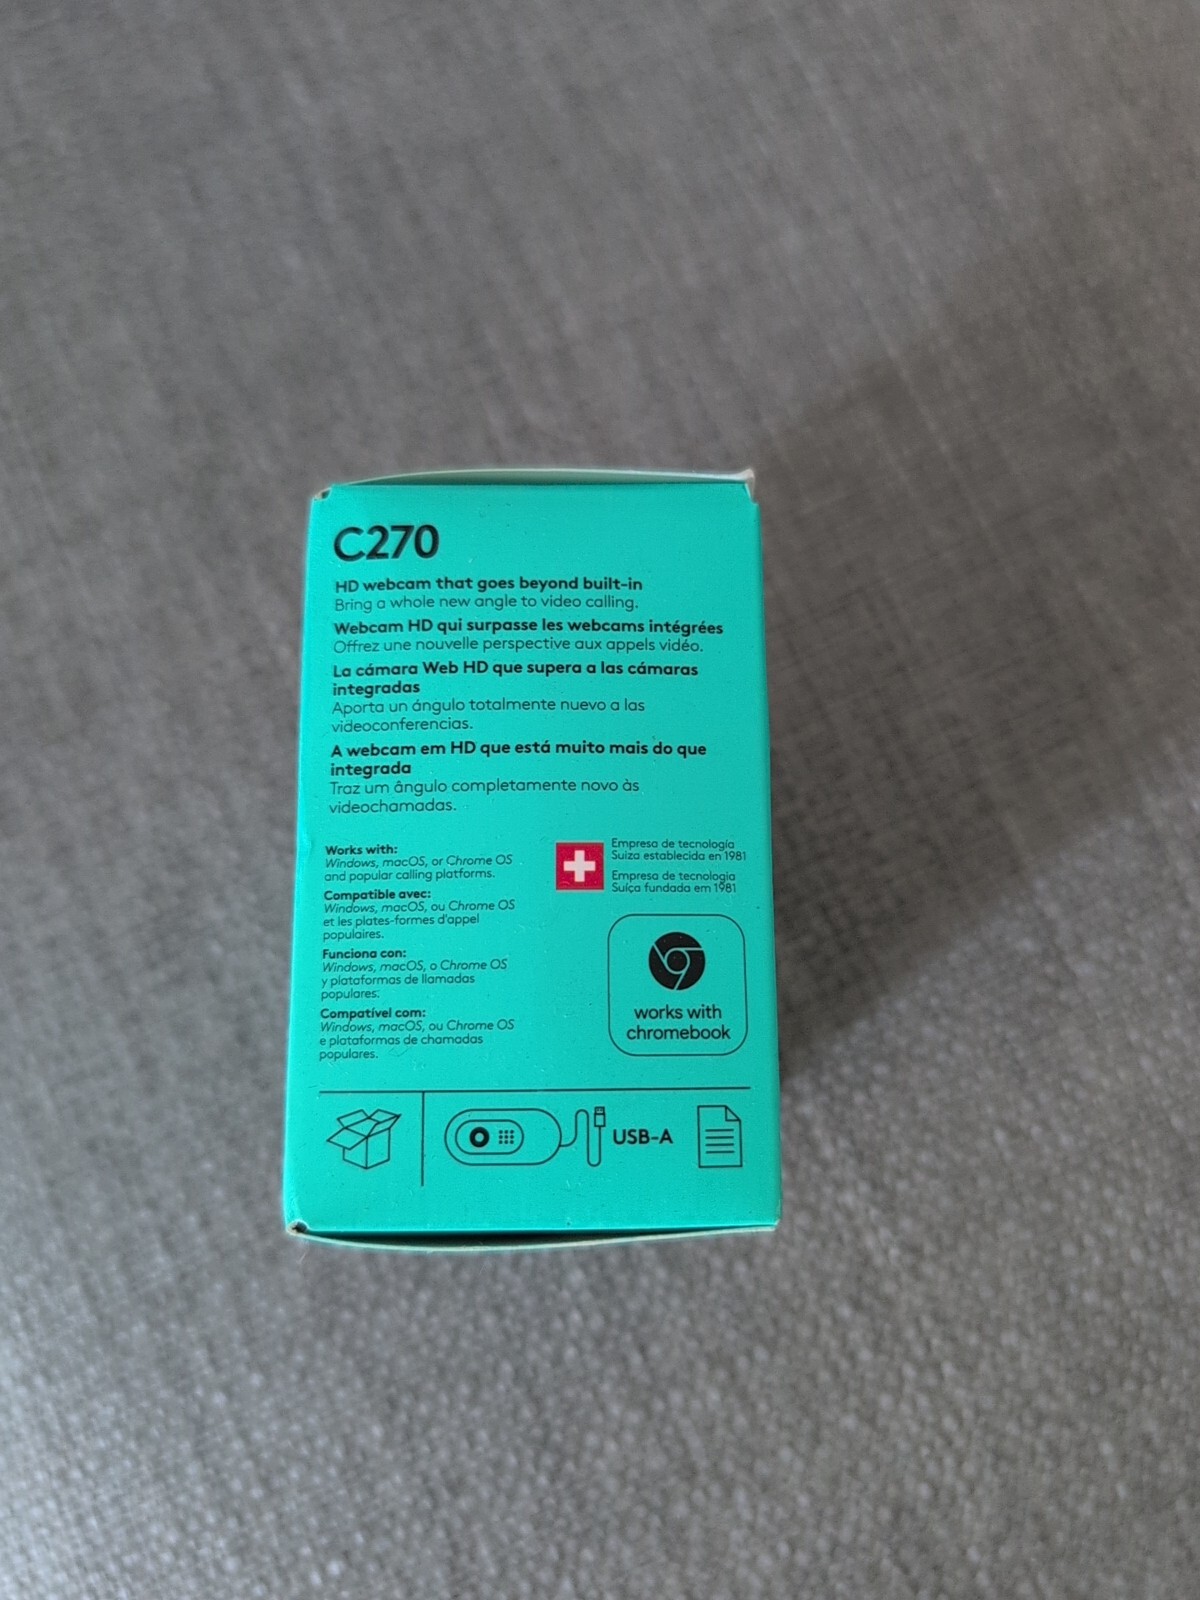 C270
HD webcam that goes beyond built-in
Bring a whole new angle to video calling.
Webcam HD qui surpasse les webcams intégrées
Offrez une nouvelle perspective aux appels vidéo.
La cámara Web HD que supera a las cámaras
integradas
Aporta un ángulo totalmente nuevo a las
videoconferencias.
A webcam em HD que está muito mais do que
integrada
Traz um ângulo completamente novo às
videochamadas.
Works with:
Windows, macOS, or Chrome OS
and popular calling platforms.
Compatible avec:
Windows, macOS, ou Chrome OS
et les plates-formes d'appel
populaires.
Funciona con:
Windows, macOS, o Chrome OS
y plataformas de llamadas
populares.
Compatível com:
Windows, macOS, ou Chrome OS
e plataformas de chamadas
populares.
Empresa de tecnología
Suiza establecida en 1981
Empresa de tecnologia
Suíça fundada em 1981
works with
chromebook
USB-A